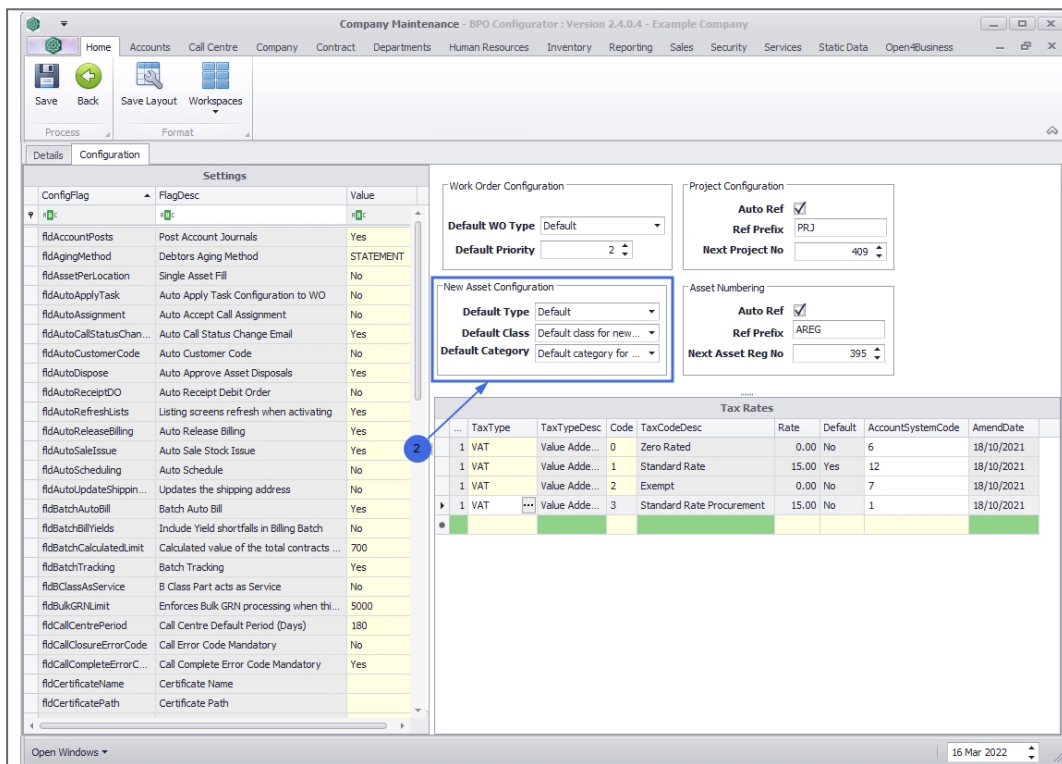 Company Maintenance - BPO Configurator : Version 2.4.0.4 - Example Company
Home Accounts Call Centre Company Contract Departments Human Resources Inventory Reporting Sales Security Services Static Data Open4Business
Save Back Save Layout Workspaces
Process Format
Details Configuration
Settings
ConfigFlag FlagDesc Value
fldAccountPosts Post Account Journals Yes
fldAgingMethod Debtors Aging Method STATEMENT
fldAssetPerLocation Single Asset Fill No
fldAutoApplyTask Auto Apply Task Configuration to WO No
fldAutoAssignment Auto Accept Call Assignment No
fldAutoCallStatusChan... Auto Call Status Change Email Yes
fldAutoCustomerCode Auto Customer Code No
fldAutoDispose Auto Approve Asset Disposals Yes
fldAutoReceiptDO Auto Receipt Debit Order No
fldAutoRefreshLists Listing screens refresh when activating Yes
fldAutoReleaseBilling Auto Release Billing Yes
fldAutoSaleIssue Auto Sale Stock Issue Yes
fldAutoScheduling Auto Schedule No
fldAutoUpdateShippin... Updates the shipping address No
fldBatchAutoBill Batch Auto Bill Yes
fldBatchBillYields Include Yield shortfalls in Billing Batch No
fldBatchCalculatedLimit Calculated value of the total contracts ... 700
fldBatchTracking Batch Tracking Yes
fldBClassAsService B Class Part acts as Service No
fldBulkGRNLimit Enforces Bulk GRN processing when thi... 5000
fldCallCentrePeriod Call Centre Default Period (Days) 180
fldCallClosureErrorCode Call Error Code Mandatory No
fldCallCompleteErrorC... Call Complete Error Code Mandatory Yes
fldCertificateName Certificate Name
fldCertificatePath Certificate Path
Work Order Configuration
Default WO Type Default
Default Priority 2
Project Configuration
Auto Ref
Ref Prefix PRJ
Next Project No 409
New Asset Configuration
Default Type Default
Default Class Default class for new...
Default Category Default category for ...
Asset Numbering
Auto Ref
Ref Prefix AREG
Next Asset Reg No 395
2
Tax Rates
... TaxType TaxTypeDesc Code TaxCodeDesc Rate Default AccountSystemCode AmendDate
1 VAT Value Adde... 0 Zero Rated 0.00 No 6 18/10/2021
1 VAT Value Adde... 1 Standard Rate 15.00 Yes 12 18/10/2021
1 VAT Value Adde... 2 Exempt 0.00 No 7 18/10/2021
1 VAT ... Value Adde... 3 Standard Rate Procurement 15.00 No 1 18/10/2021
Open Windows 16 Mar 2022